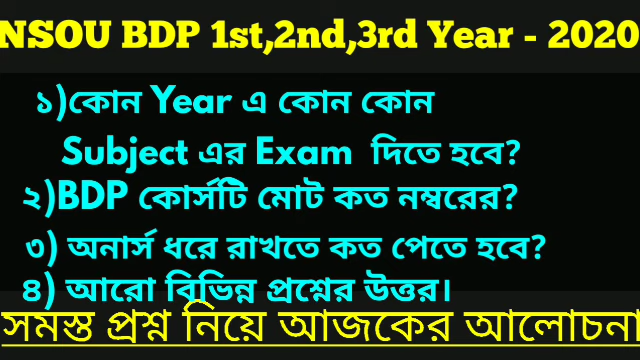 NSOU BDP 1st,2nd,3rd Year - 2020
১)কোন Year এ কোন কোন
Subject এর Exam দিতে হবে?
২)BDP কোর্সটি মোট কত নম্বরের?
৩) অনার্স ধরে রাখতে কত পেতে হবে?
৪) আরো বিভিন্ন প্রশ্নের উত্তর।
সমস্ত প্রশ্ন নিয়ে আজকের আলোচনা